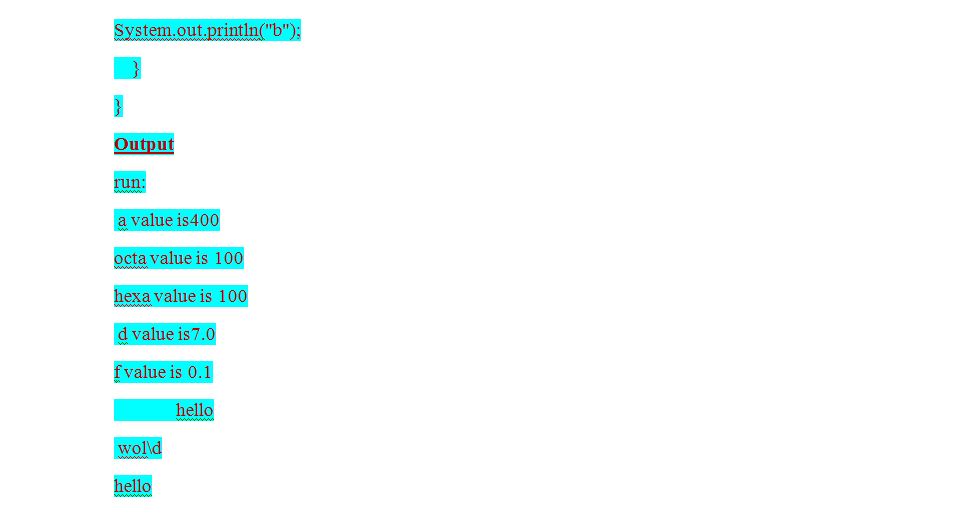 System.out.println("b");
}
}
Output
run:
a value is400
octa value is 100
hexa value is 100
d value is7.0
f value is 0.1
hello
wol\d
hello